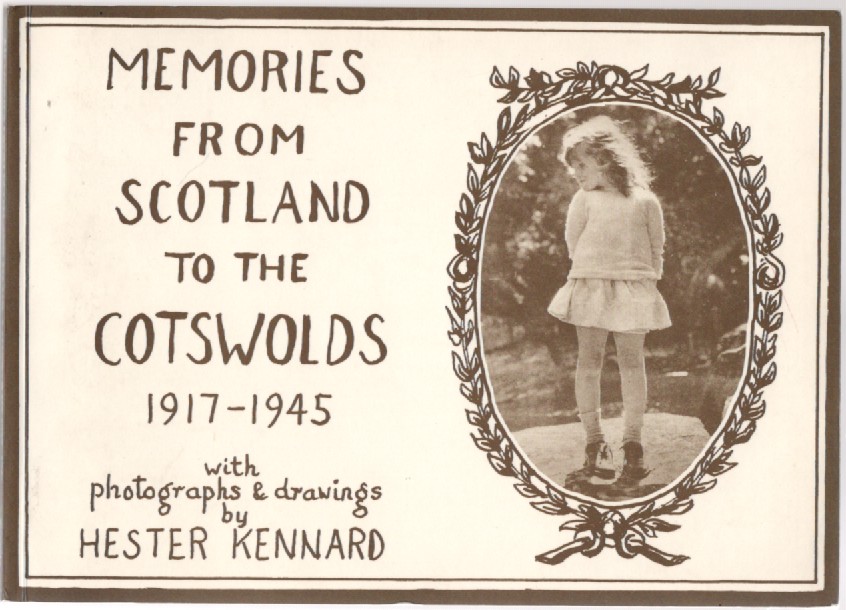 MEMORIES
FROM
SCOTLAND
TO THE
COTSWOLDS
1917-1945
with
photographs & drawings
by
HESTER KENNARD